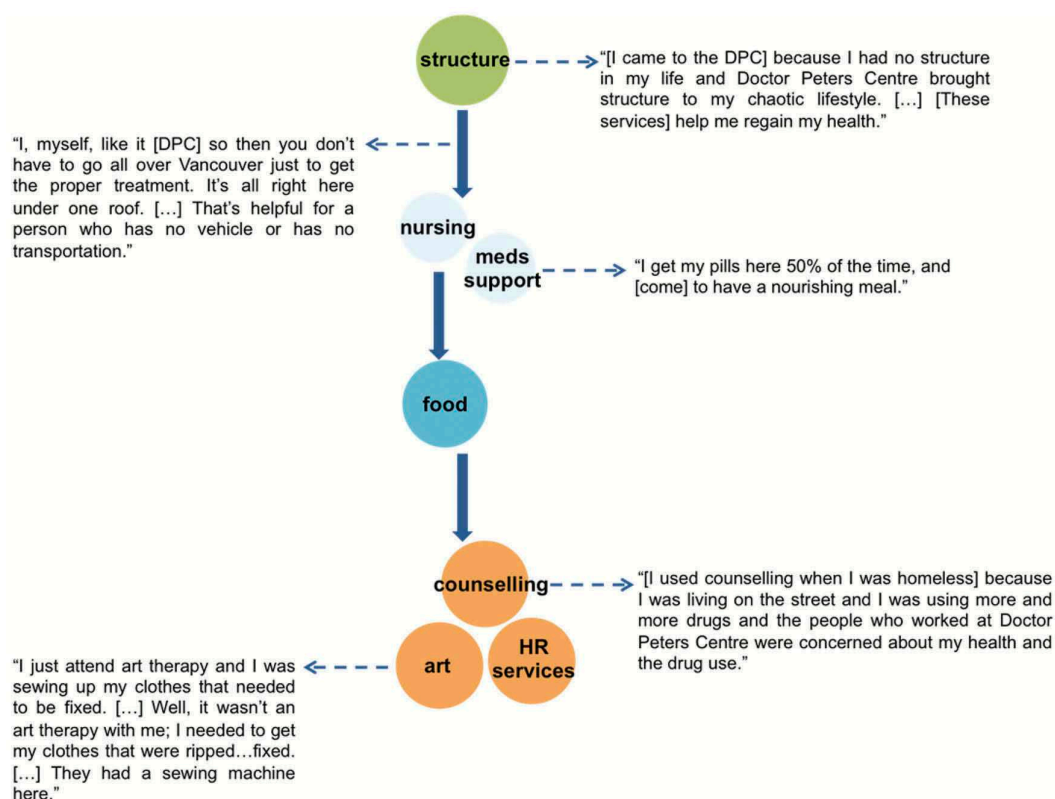 structure
“[I came to the DPC] because I had no structure
in my life and Doctor Peters Centre brought
structure to my chaotic lifestyle. […] [These
services] help me regain my health.”
“I, myself, like it [DPC] so then you don’t
have to go all over Vancouver just to get
the proper treatment. It’s all right here
under one roof. […] That’s helpful for a
person who has no vehicle or has no
transportation.”
nursing
meds
support
“I get my pills here 50% of the time, and
[come] to have a nourishing meal.”
food
counselling
“[I used counselling when I was homeless] because
I was living on the street and I was using more and
more drugs and the people who worked at Doctor
Peters Centre were concerned about my health and
the drug use.”
art
HR
services
“I just attend art therapy and I was
sewing up my clothes that needed
to be fixed. […] Well, it wasn’t an
art therapy with me; I needed to get
my clothes that were ripped…fixed.
[…] They had a sewing machine
here.”